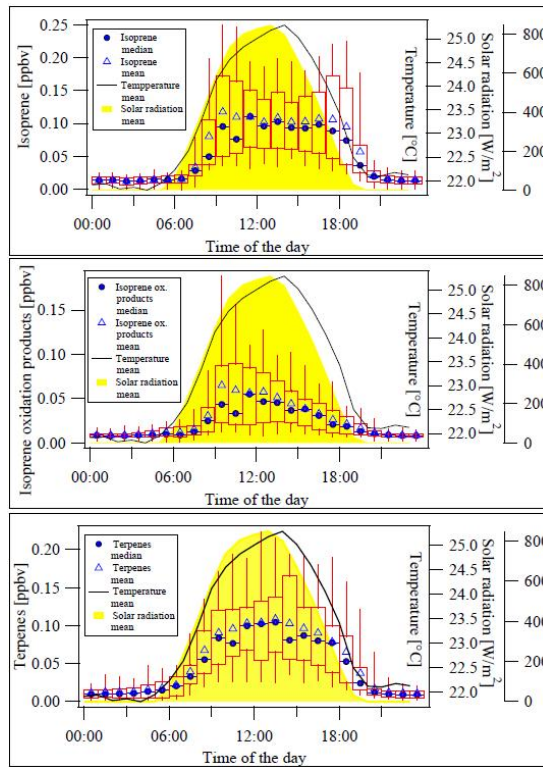 0.25
0.20
0.15
0.10
0.05
0.00
Isoprene [ppbv]
Isoprene
median
Isoprene
mean
Tempperature
mean
Solar radiation
mean
25.0
24.5
24.0
23.5
23.0
22.5
22.0
Temperature [°C]
Solar radiation [W/m²]
800
600
400
200
0
00:00 06:00 12:00 18:00
Time of the day
0.15
0.10
0.05
0.00
Isoprene oxidation products [ppbv]
Isoprene ox.
products
median
Isoprene ox.
products
mean
Temperature
mean
Solar radiation
mean
25.0
24.5
24.0
23.5
23.0
22.5
22.0
Temperature [°C]
Solar radiation [W/m²]
800
600
400
200
0
00:00 06:00 12:00 18:00
Time of the day
0.20
0.15
0.10
0.05
0.00
Terpenes [ppbv]
Terpenes
median
Terpenes
mean
Temperature
mean
Solar radiation
mean
25.0
24.5
24.0
23.5
23.0
22.5
22.0
Temperature [°C]
Solar radiation [W/m²]
800
600
400
200
0
00:00 06:00 12:00 18:00
Time of the day